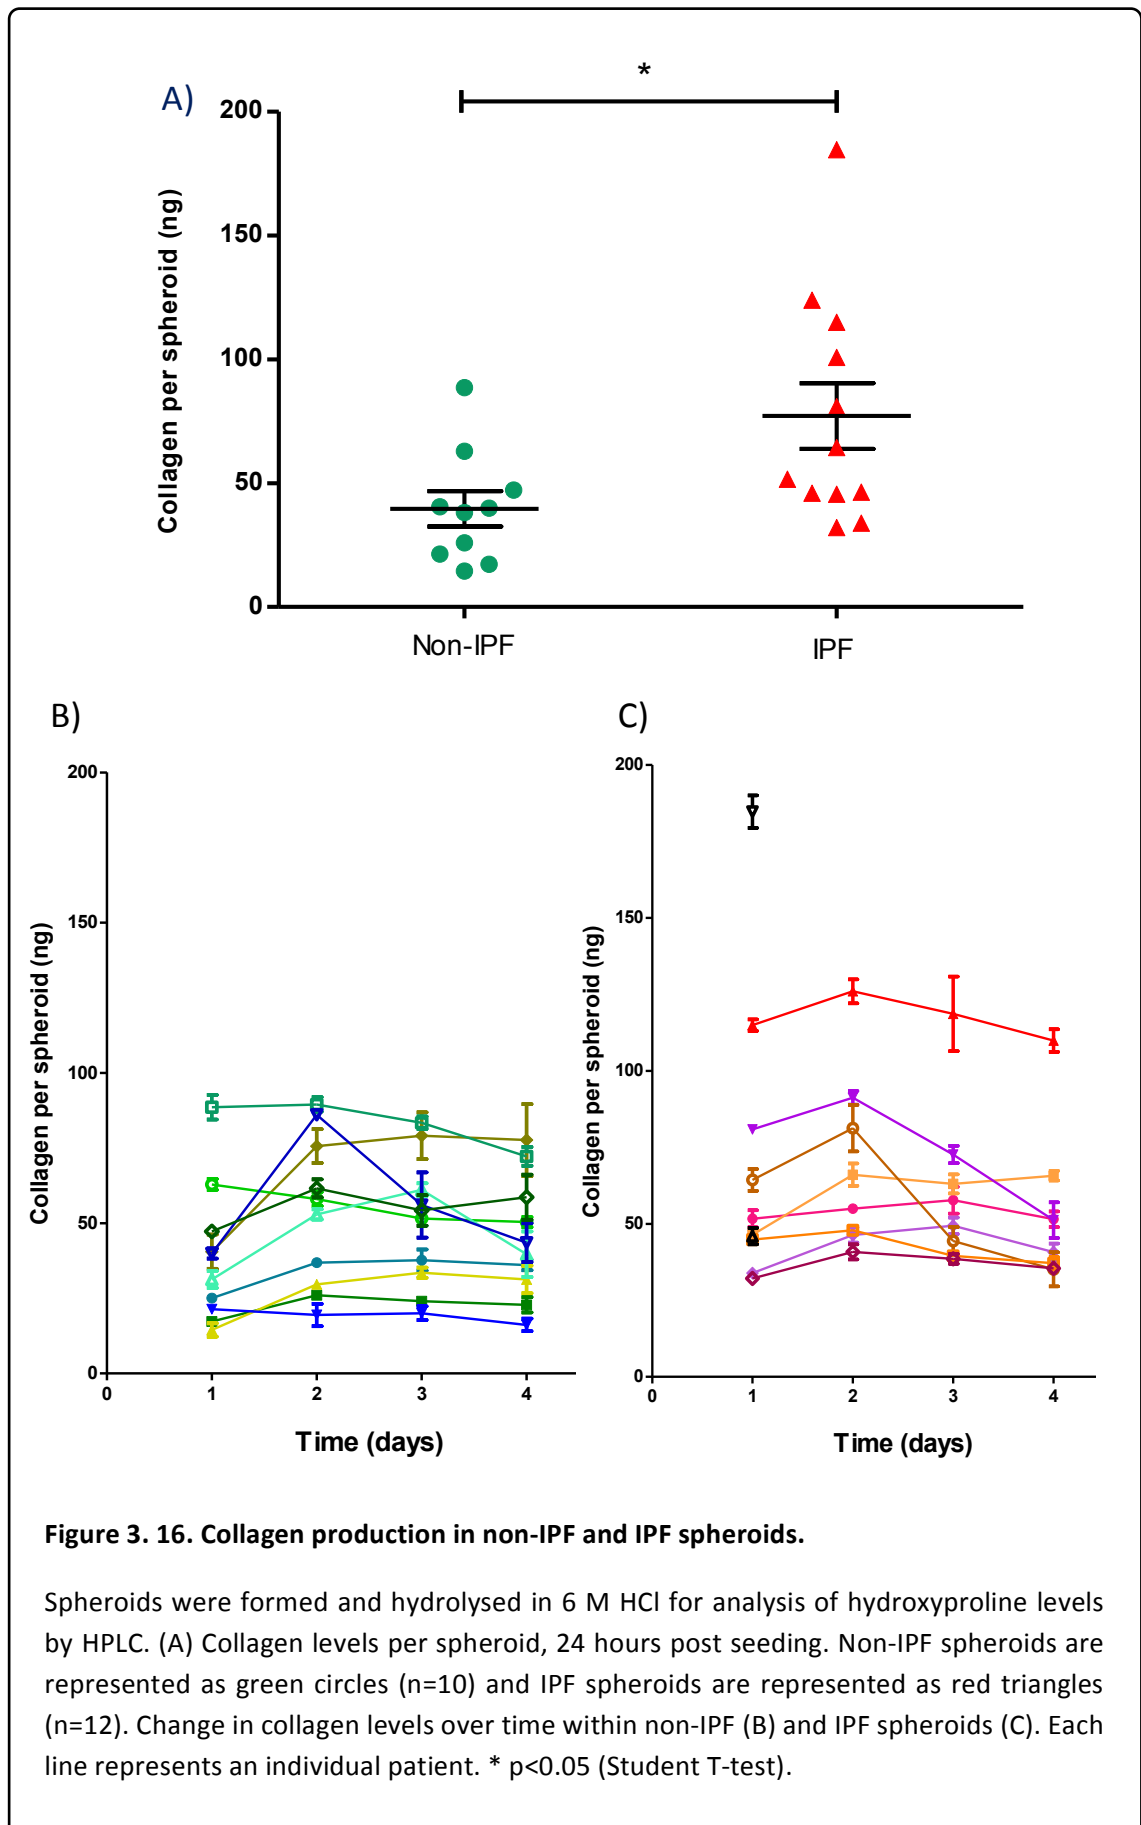 *
A)
200
150
100
50
0
Collagen per spheroid (ng)
Non-IPF
IPF
B)
200
150
100
50
0
Collagen per spheroid (ng)
0
1
2
3
4
Time (days)
C)
200
150
100
50
0
Collagen per spheroid (ng)
0
1
2
3
4
Time (days)
Figure 3. 16. Collagen production in non-IPF and IPF spheroids.
Spheroids were formed and hydrolysed in 6 M HCl for analysis of hydroxyproline levels
by HPLC. (A) Collagen levels per spheroid, 24 hours post seeding. Non-IPF spheroids are
represented as green circles (n=10) and IPF spheroids are represented as red triangles
(n=12). Change in collagen levels over time within non-IPF (B) and IPF spheroids (C). Each
line represents an individual patient. * p<0.05 (Student T-test).